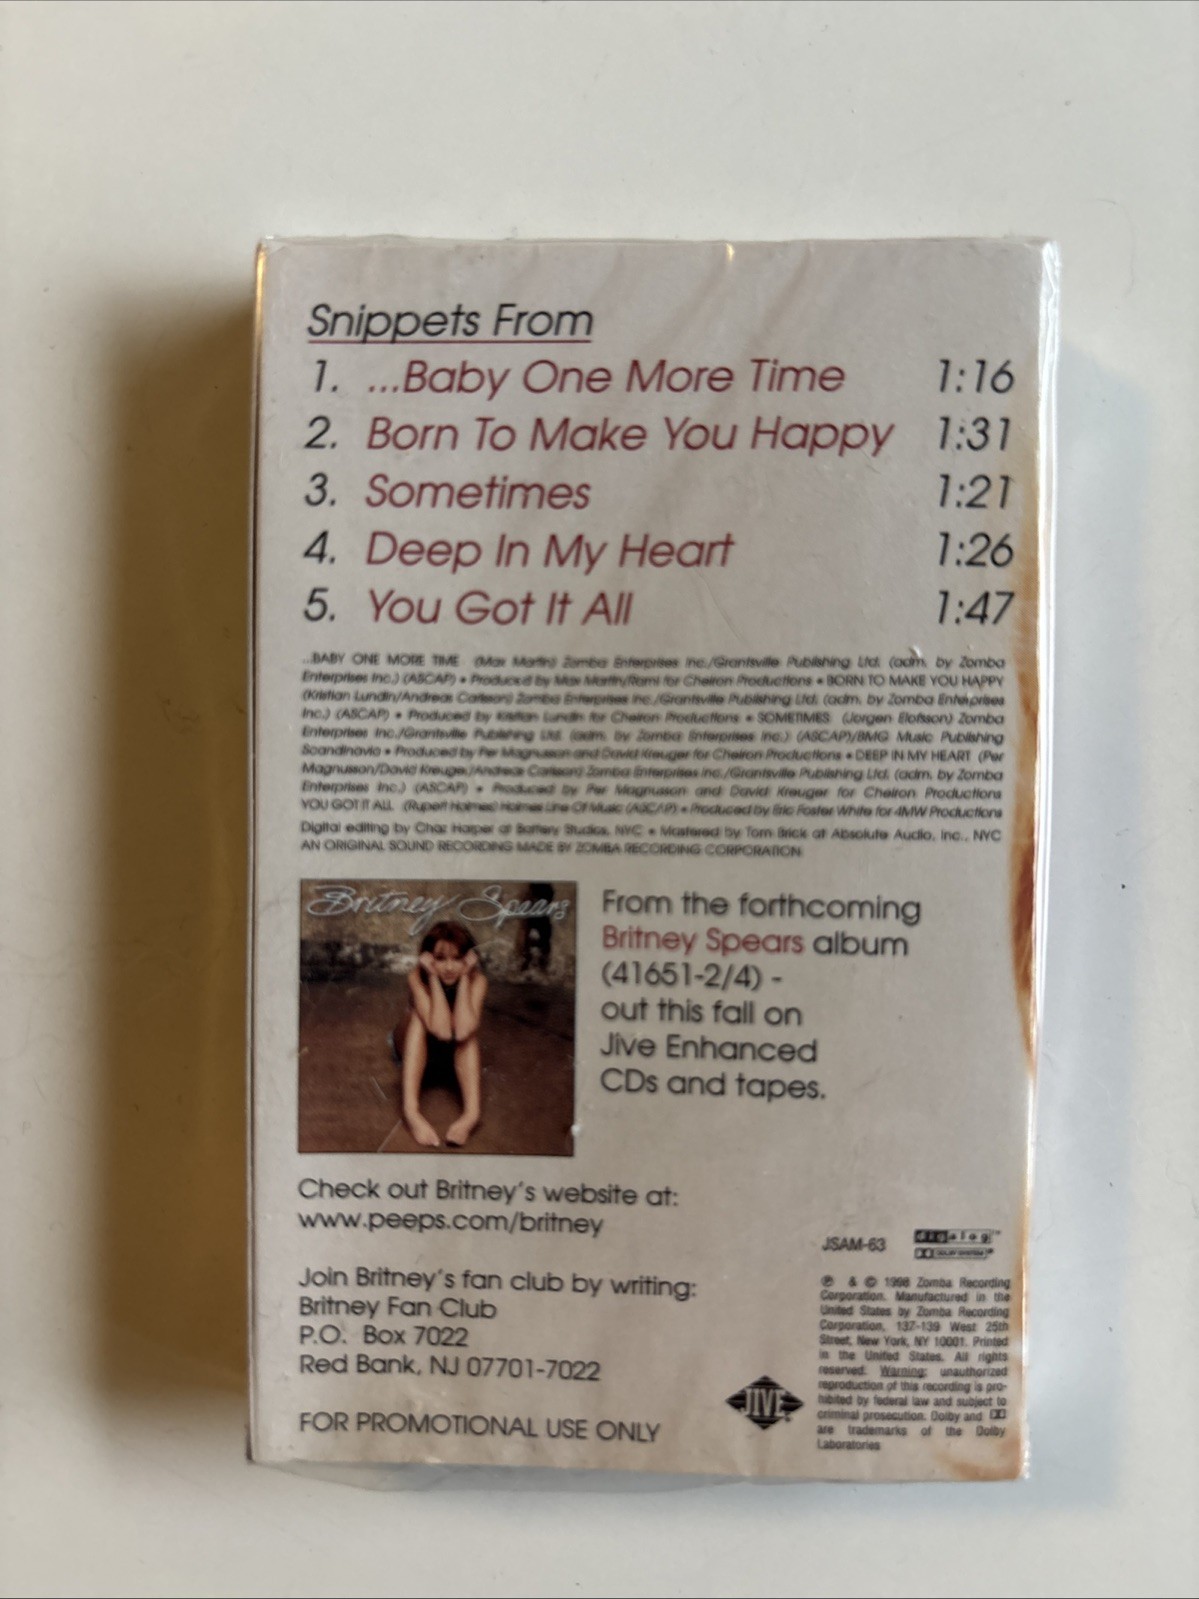 Snippets From
1. ...Baby One More Time 1:16
2. Born To Make You Happy 1:31
3. Sometimes 1:21
4. Deep In My Heart 1:26
5. You Got It All 1:47
...BABY ONE MORE TIME (Max Martin) Zomba Enterprises Inc./Grantsville Publishing Ltd. (adm. by Zomba
Enterprises Inc.) (ASCAP) • Produced by Max Martin/Rami for Cheiron Productions • BORN TO MAKE YOU HAPPY
(Kristian Lundin/Andreas Carlsson) Zomba Enterprises Inc./Grantsville Publishing Ltd. (adm. by Zomba Enterprises
Inc.) (ASCAP) • Produced by Kristian Lundin for Cheiron Productions • SOMETIMES (Jorgen Elofsson) Zomba
Enterprises Inc./Grantsville Publishing Ltd. (adm. by Zomba Enterprises Inc.) (ASCAP)/BMG Music Publishing
Scandinavia • Produced by Per Magnusson and David Kreuger for Cheiron Productions • DEEP IN MY HEART (Per
Magnusson/David Kreuger/Andreas Carlsson) Zomba Enterprises Inc./Grantsville Publishing Ltd. (adm. by Zomba
Enterprises Inc.) (ASCAP) • Produced by Per Magnusson and David Kreuger for Cheiron Productions
YOU GOT IT ALL (Rupert Holmes) Holmes Line Of Music (ASCAP) • Produced by Eric Foster White for 4MW Productions
Digital editing by Chaz Harper at Battery Studios, NYC • Mastered by Tom Brick at Absolute Audio, Inc., NYC
AN ORIGINAL SOUND RECORDING MADE BY ZOMBA RECORDING CORPORATION
Britney Spears
From the forthcoming
Britney Spears album
(41651-2/4) -
out this fall on
Jive Enhanced
CDs and tapes.
Check out Britney's website at:
www.peeps.com/britney
Join Britney's fan club by writing:
Britney Fan Club
P.O. Box 7022
Red Bank, NJ 07701-7022
FOR PROMOTIONAL USE ONLY
JIVE
JSAM-63
digalog™
DOLBY SYSTEM®
℗ & © 1998 Zomba Recording
Corporation. Manufactured in the
United States by Zomba Recording
Corporation, 137-139 West 25th
Street, New York, NY 10001. Printed
in the United States. All rights
reserved. Warning: unauthorized
reproduction of this recording is pro-
hibited by federal law and subject to
criminal prosecution. Dolby and
are trademarks of the Dolby
Laboratories